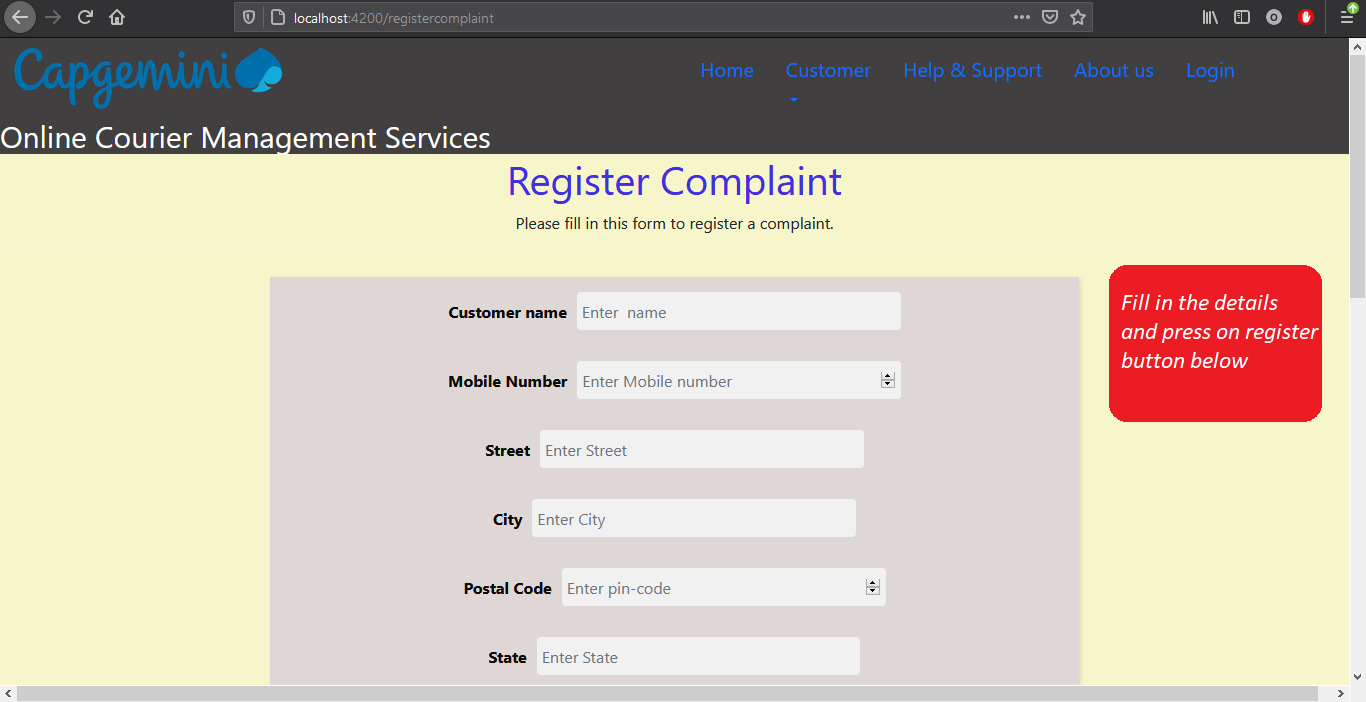 localhost:4200/registercomplaint
Capgemini
Home Customer Help & Support About us Login
Online Courier Management Services
Register Complaint
Please fill in this form to register a complaint.
Customer name Enter  name
Mobile Number Enter Mobile number
Street Enter Street
City Enter City
Postal Code Enter pin-code
State Enter State
Fill in the details
and press on register
button below